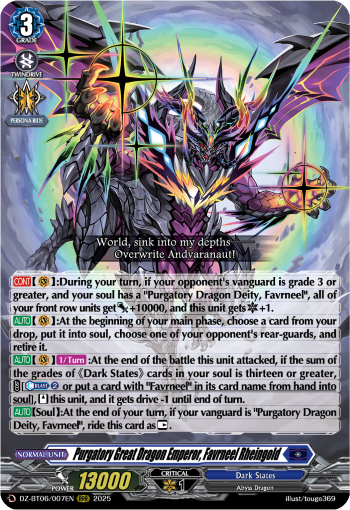 3
GRADE
TWINDRIVE
PERSONA RIDE
World, sink into my depths
Overwrite Andvaranaut!
CONT【 】:During your turn, if your opponent's vanguard is grade 3 or
greater, and your soul has a "Purgatory Dragon Deity, Favrneel", all of
your front row units get +10000, and this unit gets +1.
AUTO【 】:At the beginning of your main phase, choose a card from your
drop, put it into soul, choose one of your opponent's rear-guards, and
retire it.
AUTO【 】1/Turn:At the end of the battle this unit attacked, if the sum of
the grades of 《Dark States》 cards in your soul is thirteen or greater,
[C BLAST 2 or put a card with "Favrneel" in its card name from hand into
soul], this unit, and it gets drive -1 until end of turn.
AUTO【Soul】:At the end of your turn, if your vanguard is "Purgatory Dragon
Deity, Favrneel", ride this card as .
NORMAL UNIT
Purgatory Great Dragon Emperor, Favrneel Rheingold
POWER
13000
CRITICAL
1
Dark States
Abyss Dragon
DZ-BT06/007EN RRR 2025
illust/touge369